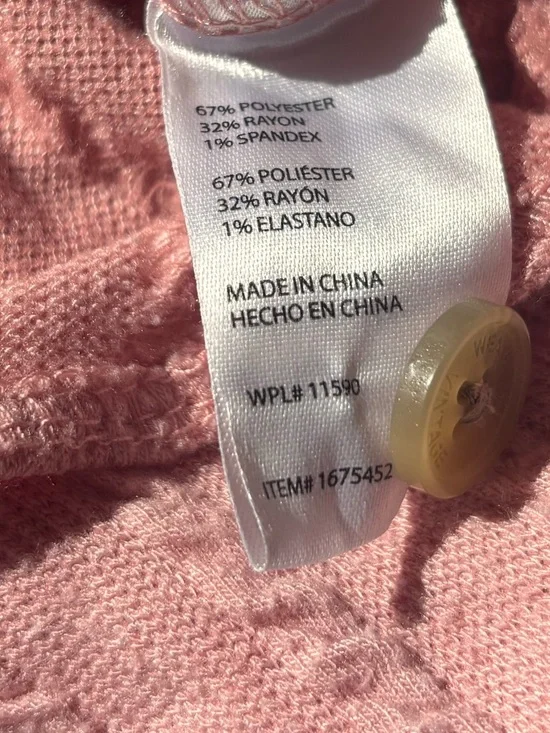 67% POLYESTER
32% RAYON
1% SPANDEX
67% POLIÉSTER
32% RAYÓN
1% ELASTANO
MADE IN CHINA
HECHO EN CHINA
WPL# 11590
ITEM# 1675452